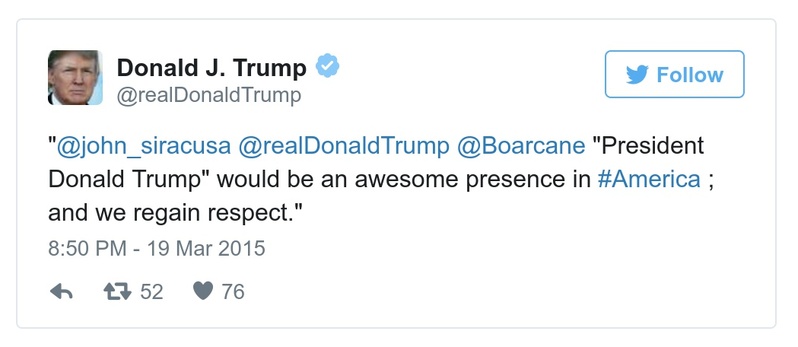 Donald J. Trump
Follow
@realDonaldTrump
"@john_siracusa @realDonaldTrump @Boarcane "President
Donald Trump" would be an awesome presence in #America ;
and we regain respect."
8:50 PM - 19 Mar 2015
52 76